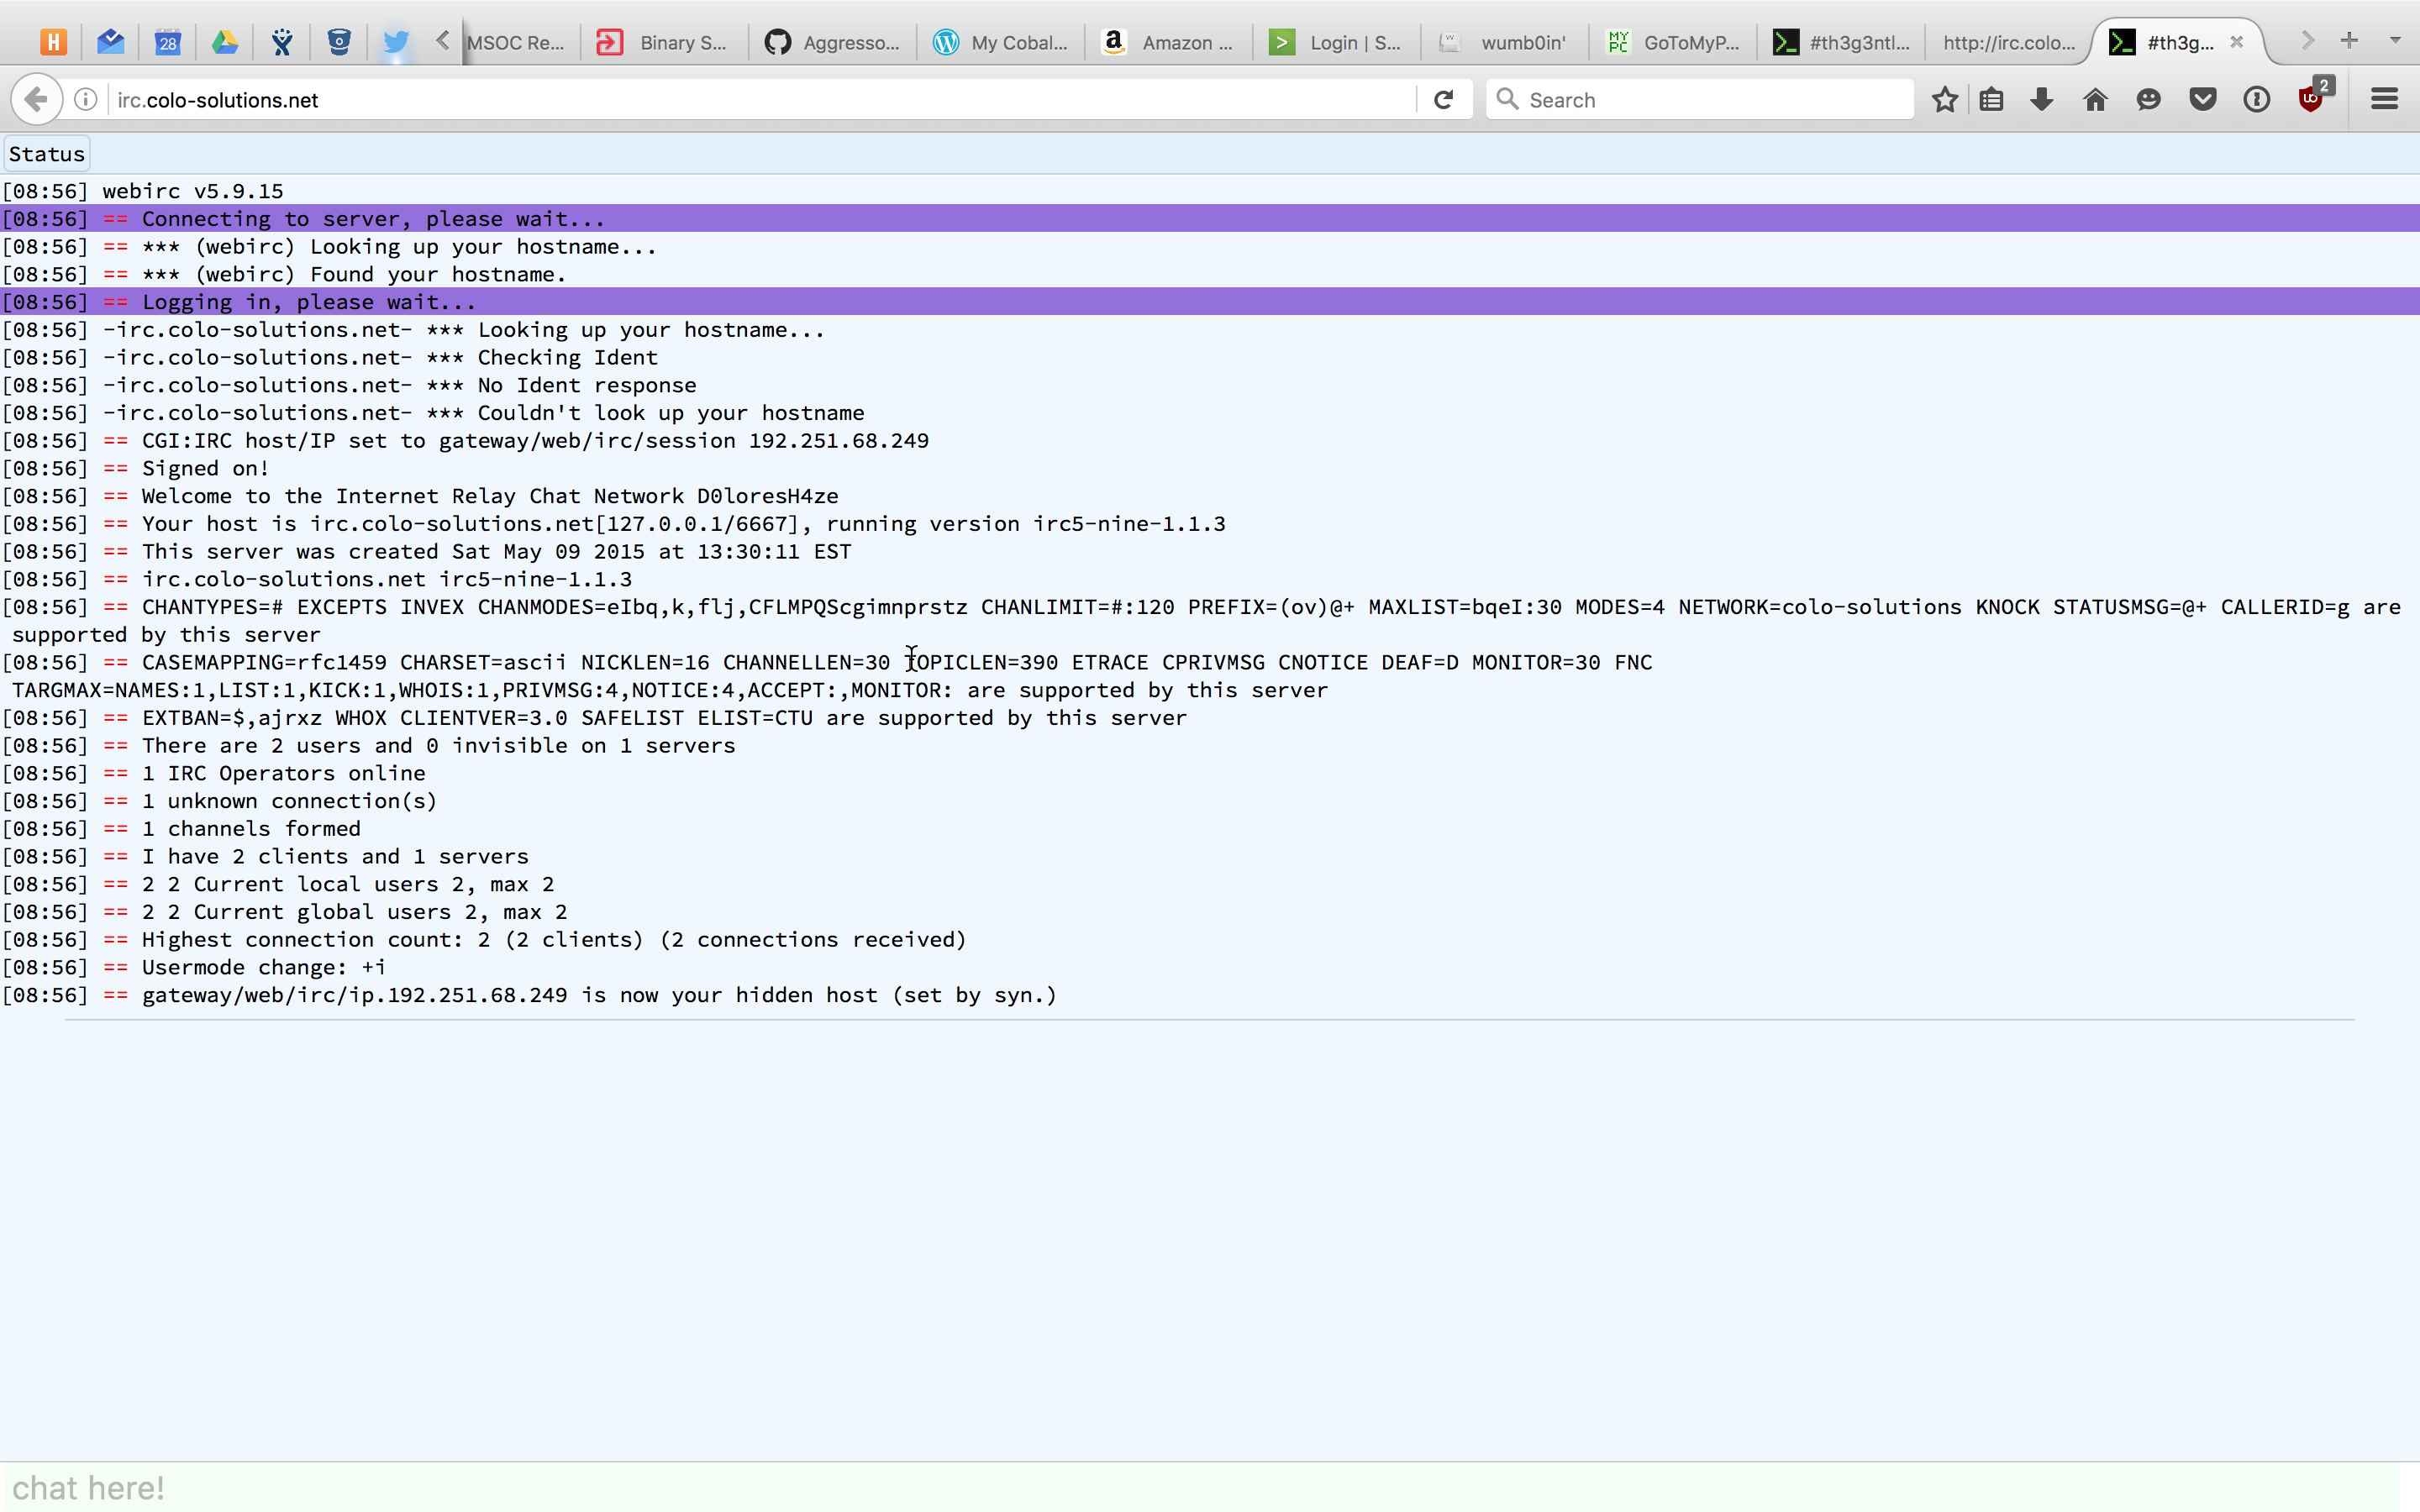 H 28 MSOC Re... Binary S... Aggresso... My Cobal... a Amazon ... > Login | S... W wumb0in' MY PC GoToMyP... #th3g3ntl... http://irc.colo... #th3g...
irc.colo-solutions.net Search 2
Status
[08:56] webirc v5.9.15
[08:56] == Connecting to server, please wait...
[08:56] == *** (webirc) Looking up your hostname...
[08:56] == *** (webirc) Found your hostname.
[08:56] == Logging in, please wait...
[08:56] -irc.colo-solutions.net- *** Looking up your hostname...
[08:56] -irc.colo-solutions.net- *** Checking Ident
[08:56] -irc.colo-solutions.net- *** No Ident response
[08:56] -irc.colo-solutions.net- *** Couldn't look up your hostname
[08:56] == CGI:IRC host/IP set to gateway/web/irc/session 192.251.68.249
[08:56] == Signed on!
[08:56] == Welcome to the Internet Relay Chat Network D0loresH4ze
[08:56] == Your host is irc.colo-solutions.net[127.0.0.1/6667], running version irc5-nine-1.1.3
[08:56] == This server was created Sat May 09 2015 at 13:30:11 EST
[08:56] == irc.colo-solutions.net irc5-nine-1.1.3
[08:56] == CHANTYPES=# EXCEPTS INVEX CHANMODES=eIbq,k,flj,CFLMPQScgimnprstz CHANLIMIT=#:120 PREFIX=(ov)@+ MAXLIST=bqeI:30 MODES=4 NETWORK=colo-solutions KNOCK STATUSMSG=@+ CALLERID=g are
supported by this server
[08:56] == CASEMAPPING=rfc1459 CHARSET=ascii NICKLEN=16 CHANNELLEN=30 TOPICLEN=390 ETRACE CPRIVMSG CNOTICE DEAF=D MONITOR=30 FNC
TARGMAX=NAMES:1,LIST:1,KICK:1,WHOIS:1,PRIVMSG:4,NOTICE:4,ACCEPT:,MONITOR: are supported by this server
[08:56] == EXTBAN=$,ajrxz WHOX CLIENTVER=3.0 SAFELIST ELIST=CTU are supported by this server
[08:56] == There are 2 users and 0 invisible on 1 servers
[08:56] == 1 IRC Operators online
[08:56] == 1 unknown connection(s)
[08:56] == 1 channels formed
[08:56] == I have 2 clients and 1 servers
[08:56] == 2 2 Current local users 2, max 2
[08:56] == 2 2 Current global users 2, max 2
[08:56] == Highest connection count: 2 (2 clients) (2 connections received)
[08:56] == Usermode change: +i
[08:56] == gateway/web/irc/ip.192.251.68.249 is now your hidden host (set by syn.)
chat here!